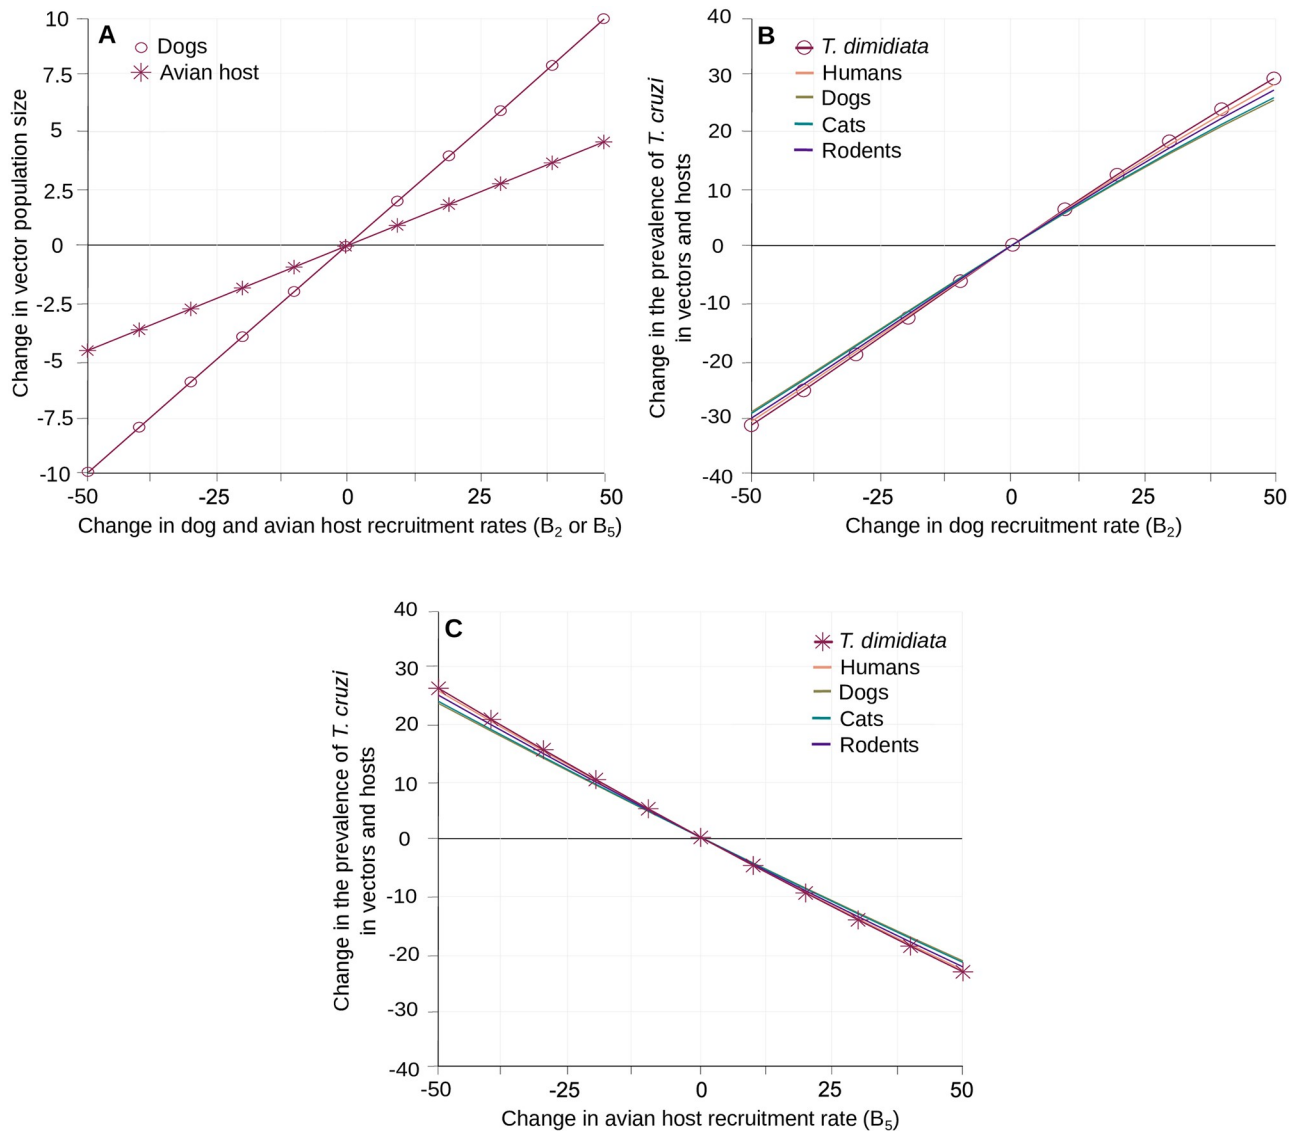 A
Dogs
Avian host
10
7.5
5
2.5
0
-2.5
-5
-7.5
-10
Change in vector population size
-50
-25
0
25
50
Change in dog and avian host recruitment rates (B2 or B5)
B
T. dimidiata
Humans
Dogs
Cats
Rodents
40
30
20
10
0
-10
-20
-30
-40
Change in the prevalence of T. cruzi
in vectors and hosts
-50
-25
0
25
50
Change in dog recruitment rate (B2)
C
T. dimidiata
Humans
Dogs
Cats
Rodents
40
30
20
10
0
-10
-20
-30
-40
Change in the prevalence of T. cruzi
in vectors and hosts
-50
-25
0
25
50
Change in avian host recruitment rate (B5)